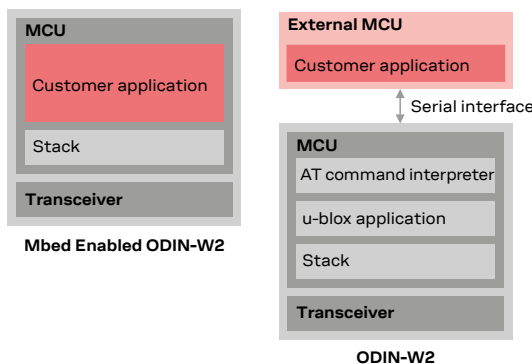 MCU
Customer application
Stack
Transceiver
Mbed Enabled ODIN-W2
External MCU
Customer application
Serial interface
MCU
AT command interpreter
u-blox application
Stack
Transceiver
ODIN-W2